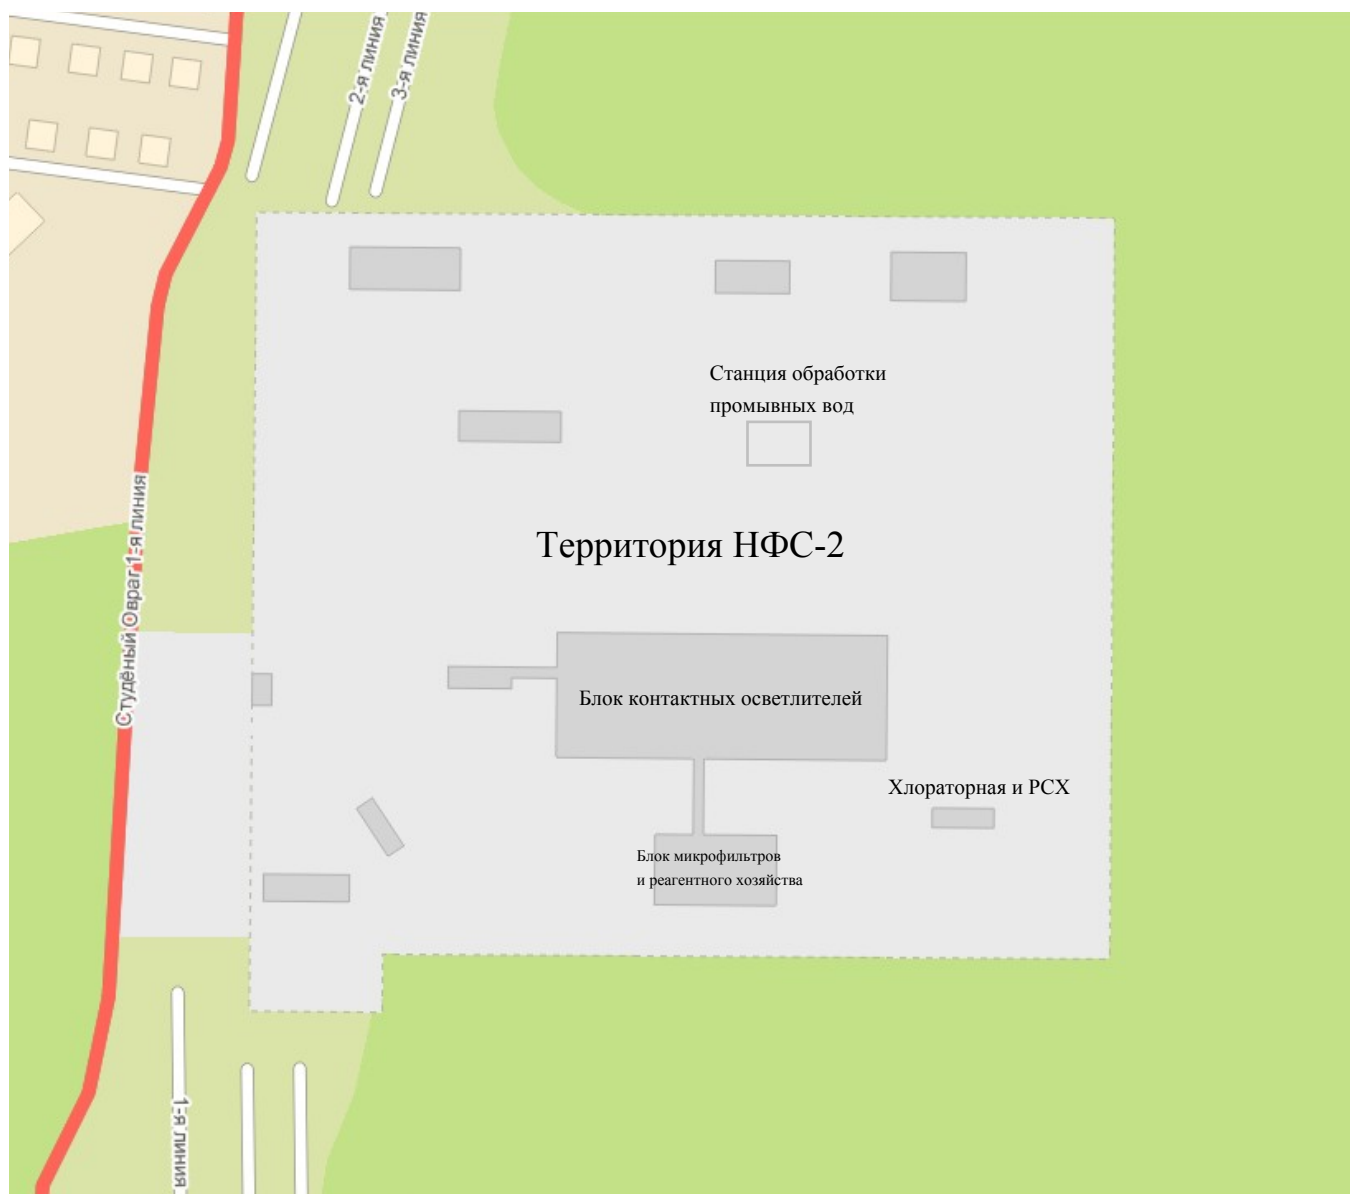 2-я линия
3-я линия
Станция обработки
промывных вод
Территория НФС-2
Студёный Овраг 1-я линия
Блок контактных осветлителей
Хлораторная и РСХ
Блок микрофильтров
и реагентного хозяйства
1-я линия